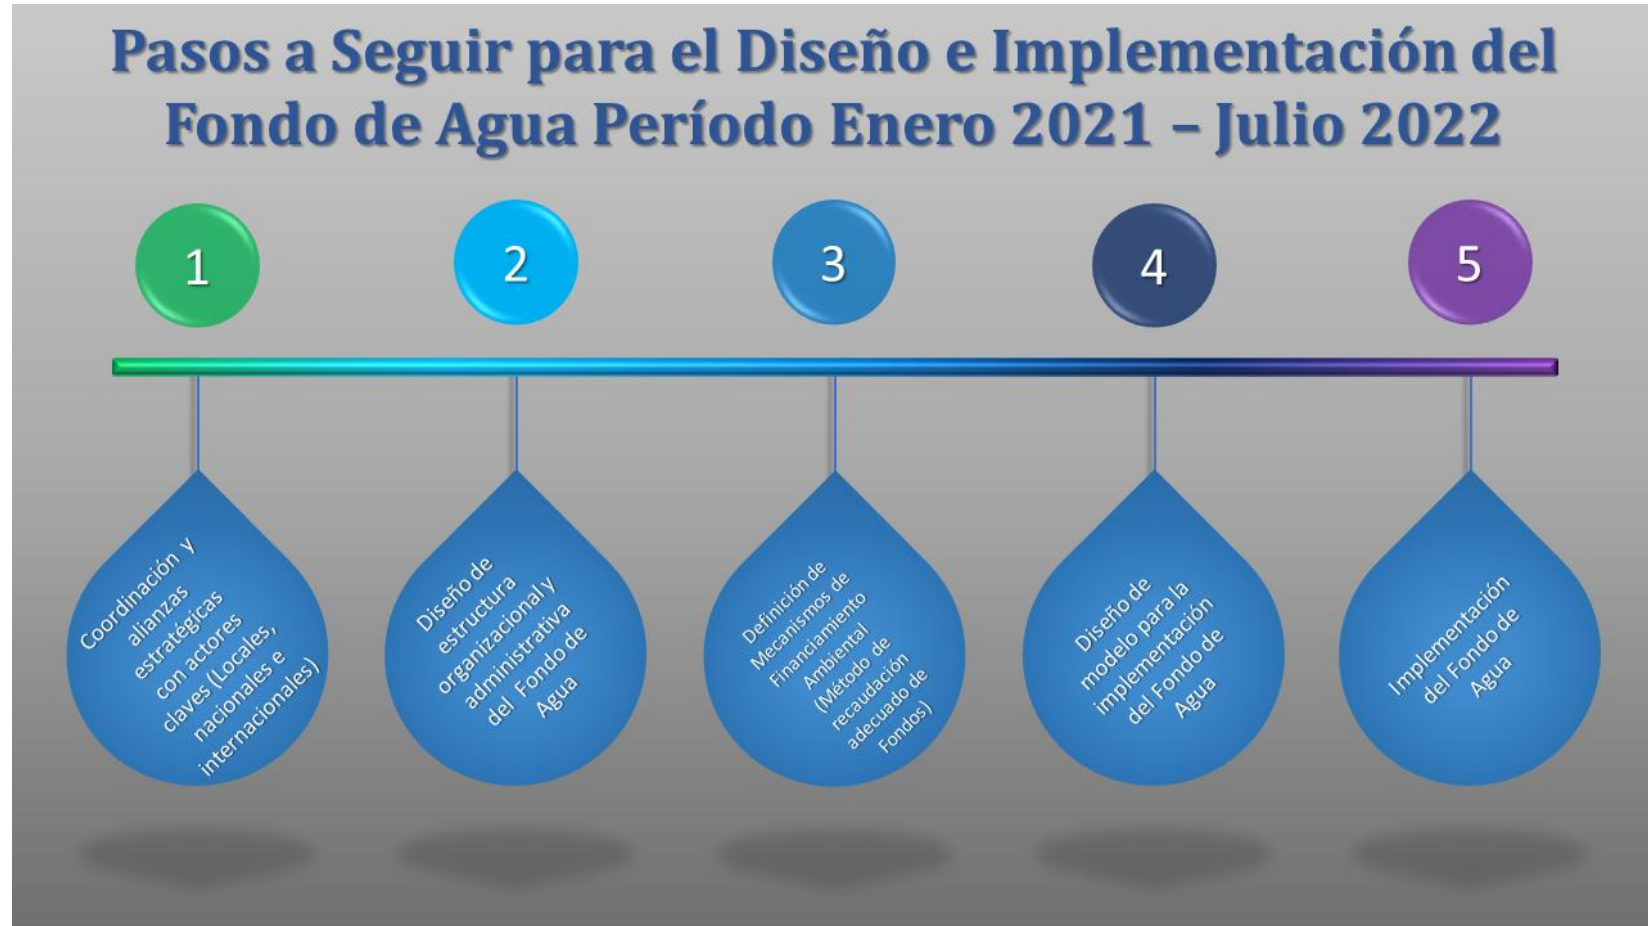 Pasos a Seguir para el Diseño e Implementación del
Fondo de Agua Período Enero 2021 – Julio 2022
1
2
3
4
5
Coordinación y
alianzas
estratégicas
con actores
claves (Locales,
nacionales e
internacionales)
Diseño de
estructura
organizacional y
administrativa
del Fondo de
Agua
Definición de
Mecanismos de
Financiamiento
Ambiental
(Método de
recaudación
adecuado de
Fondos)
Diseño de
modelo para la
implementación
del Fondo de
Agua
Implementación
del Fondo de
Agua